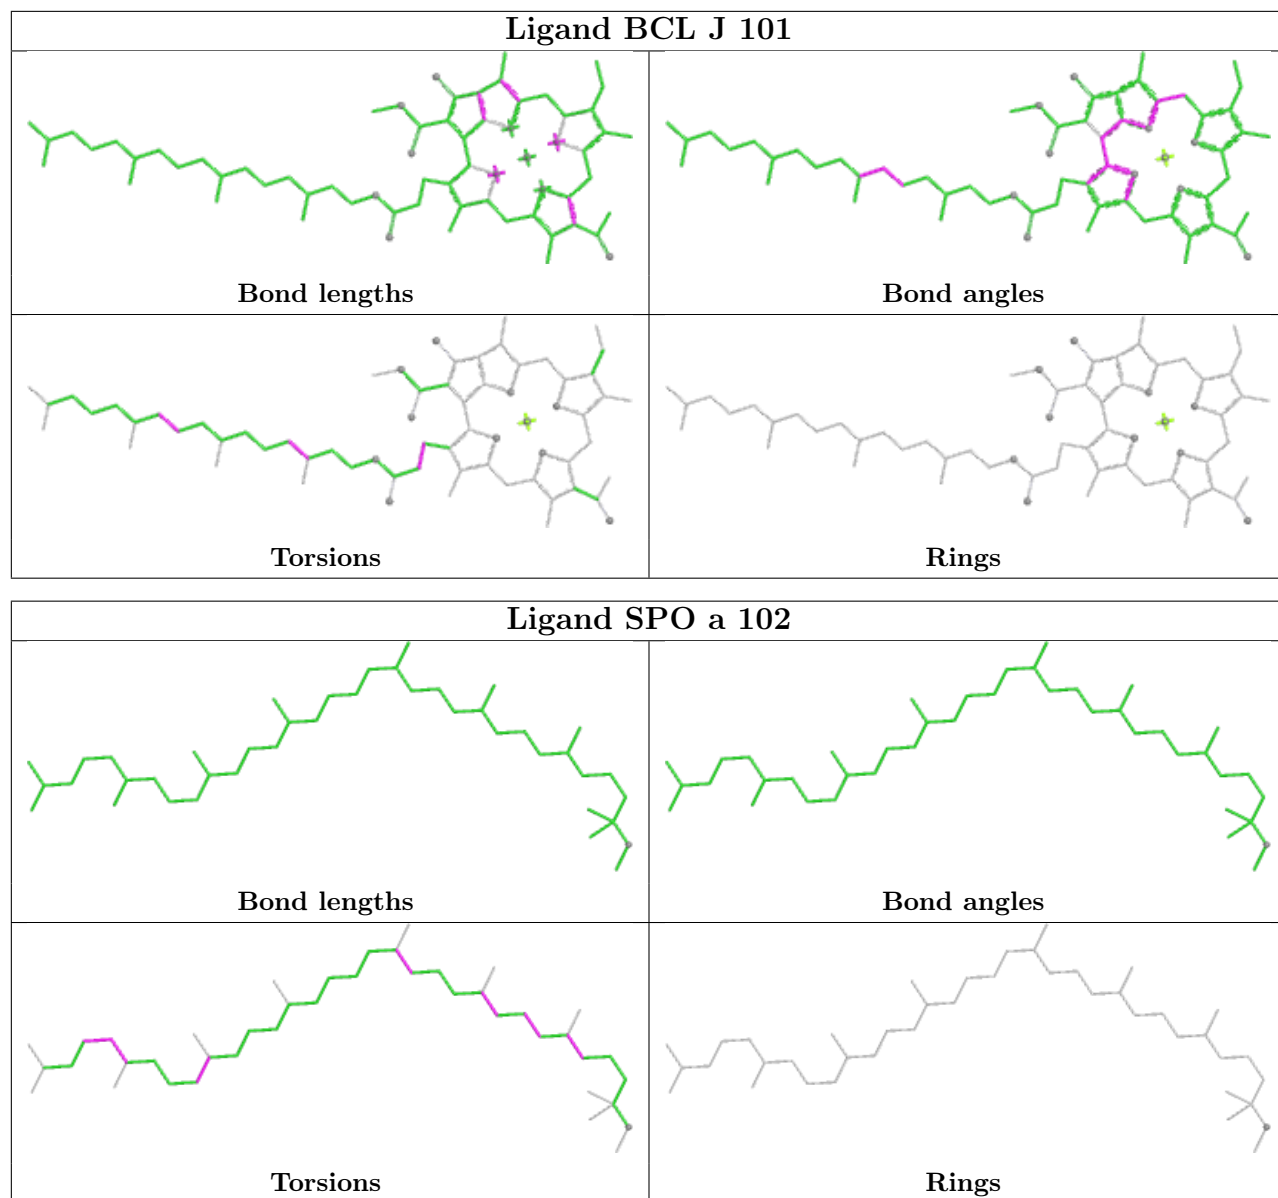 Ligand BCL J 101
Bond lengths
Bond angles
Torsions
Rings
Ligand SPO a 102
Bond lengths
Bond angles
Torsions
Rings